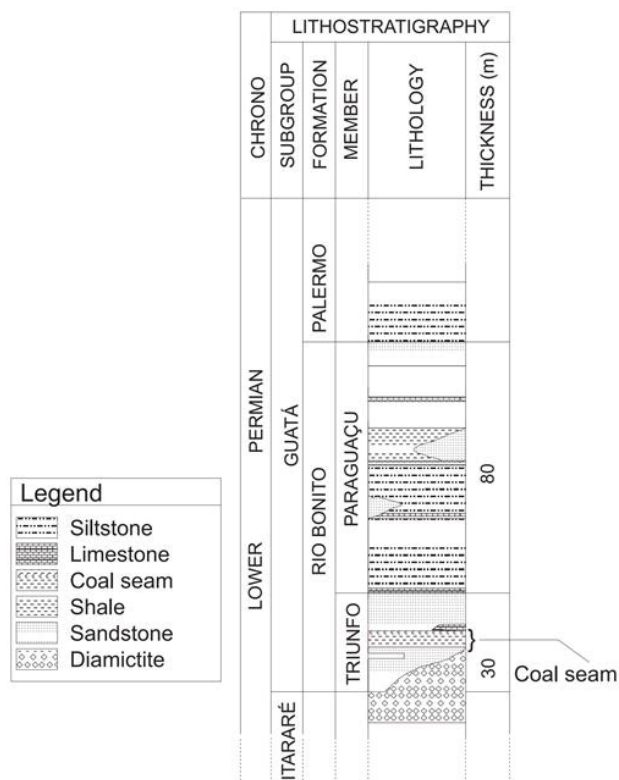 LITHOSTRATIGRAPHY
CHRONO
SUBGROUP
FORMATION
MEMBER
LITHOLOGY
THICKNESS (m)
LOWER PERMIAN
GUATÁ
PALERMO
RIO BONITO
PARAGUAÇU
80
TRIUNFO
30
Coal seam
ITARARÉ
Legend
Siltstone
Limestone
Coal seam
Shale
Sandstone
Diamictite